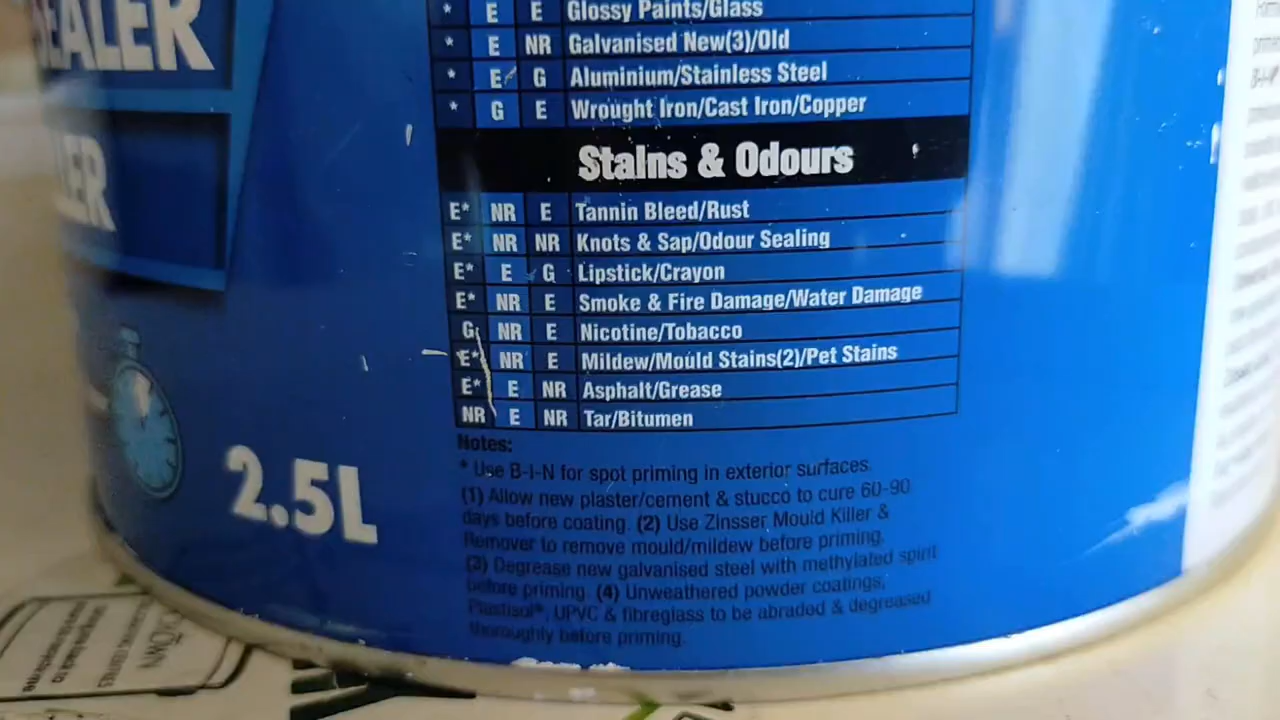 SEALER
LER
* E E Glossy Paints/Glass
* E NR Galvanised New(3)/Old
* E G Aluminium/Stainless Steel
* G E Wrought Iron/Cast Iron/Copper
Stains & Odours
E* NR E Tannin Bleed/Rust
E* NR NR Knots & Sap/Odour Sealing
E* E G Lipstick/Crayon
E* NR E Smoke & Fire Damage/Water Damage
G NR E Nicotine/Tobacco
E* NR E Mildew/Mould Stains(2)/Pet Stains
E* E NR Asphalt/Grease
NR E NR Tar/Bitumen
Notes:
* Use B-I-N for spot priming in exterior surfaces.
(1) Allow new plaster/cement & stucco to cure 60-90
days before coating. (2) Use Zinsser Mould Killer &
Remover to remove mould/mildew before priming.
(3) Degrease new galvanised steel with methylated spirit
before priming. (4) Unweathered powder coatings,
Plastisol®, UPVC & fibreglass to be abraded & degreased
thoroughly before priming.
2.5L